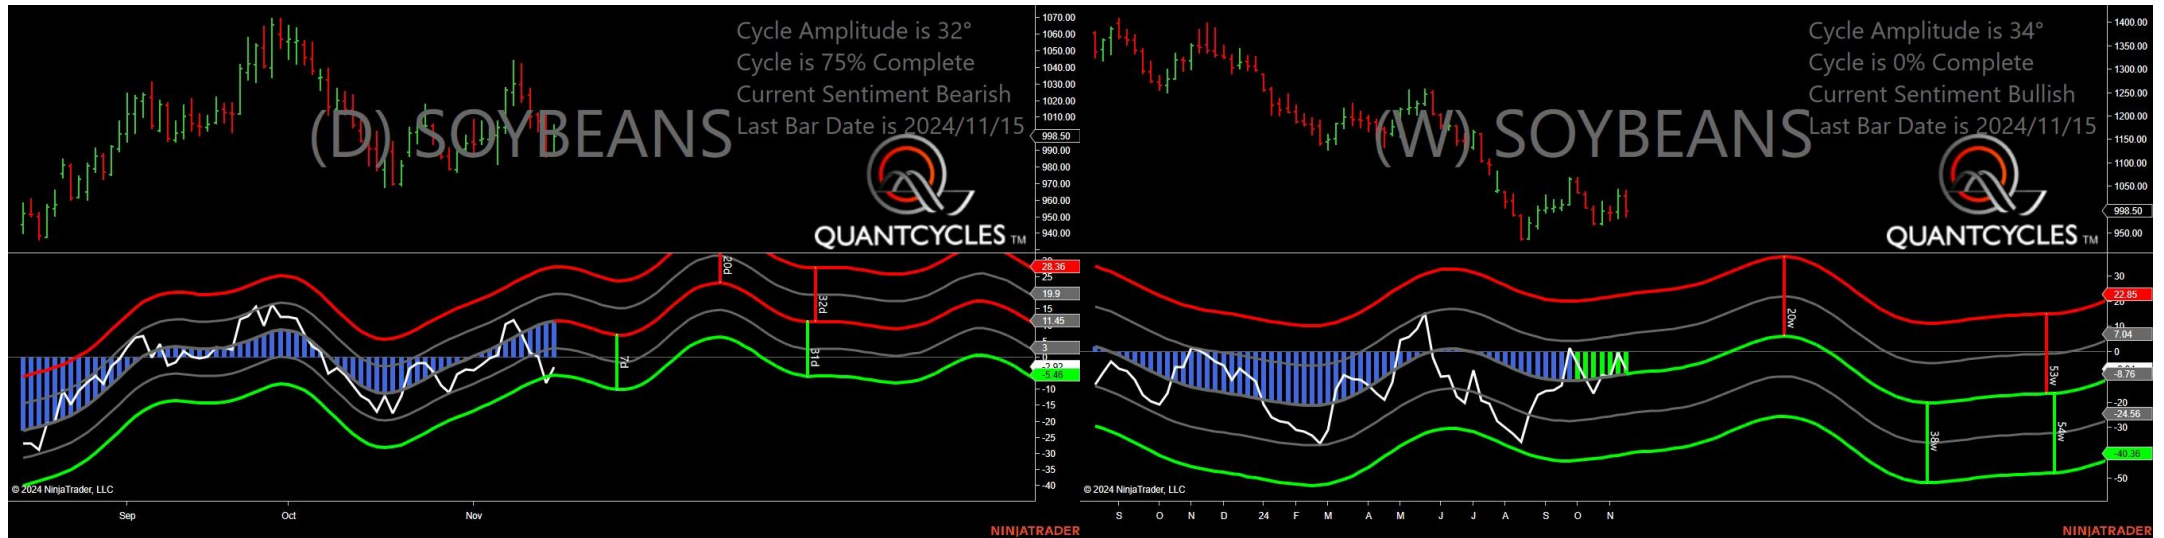 Cycle Amplitude is 32°
Cycle is 75% Complete
Current Sentiment Bearish
Last Bar Date is 2024/11/15
(D) SOYBEANS
QUANTCYCLES TM
1070.00
1060.00
1050.00
1040.00
1030.00
1020.00
1010.00
998.50
990.00
980.00
970.00
960.00
950.00
940.00
20d
32d
7d
31d
28.36
25
19.9
15
11.45
3
0
-5.46
-10
-15
-20
-25
-30
-35
-40
© 2024 NinjaTrader, LLC
Sep
Oct
Nov
NINJATRADER
Cycle Amplitude is 34°
Cycle is 0% Complete
Current Sentiment Bullish
Last Bar Date is 2024/11/15
(W) SOYBEANS
QUANTCYCLES TM
1400.00
1350.00
1300.00
1250.00
1200.00
1150.00
1100.00
1050.00
998.50
950.00
20w
53w
38w
54w
30
22.85
20
10
7.04
0
-8.76
-20
-24.56
-30
-40.36
-50
© 2024 NinjaTrader, LLC
S
O
N
D
24
F
M
A
M
J
J
A
S
O
N
NINJATRADER